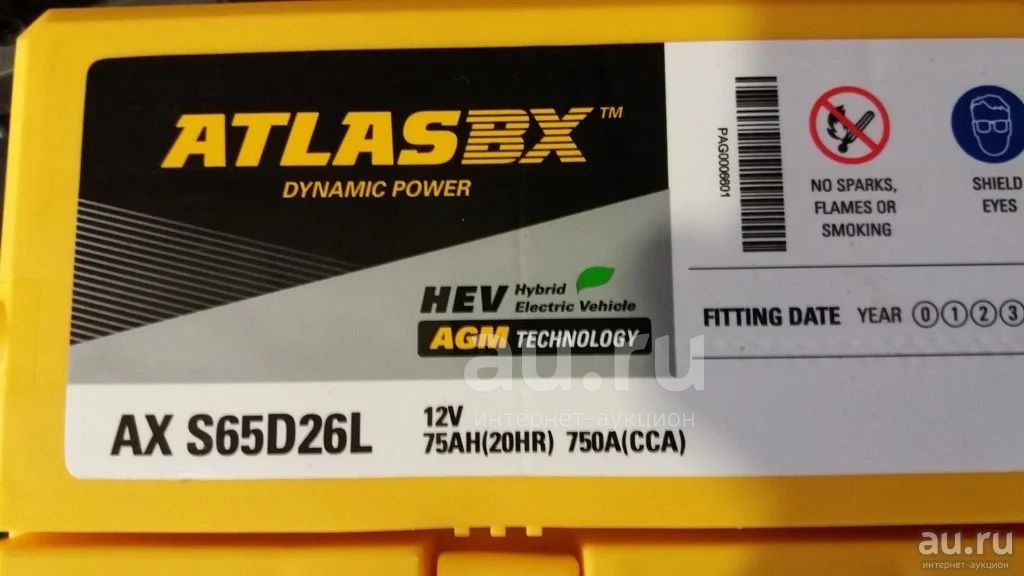 ATLASBX™
DYNAMIC POWER
HEV Hybrid
Electric Vehicle
AGM TECHNOLOGY
AX S65D26L
12V
75AH(20HR) 750A(CCA)
PAG0008601
NO SPARKS,
FLAMES OR
SMOKING
SHIELD
EYES
FITTING DATE YEAR 0 1 2 3
au.ru
интернет-аукцион
au.ru
интернет-аукцион